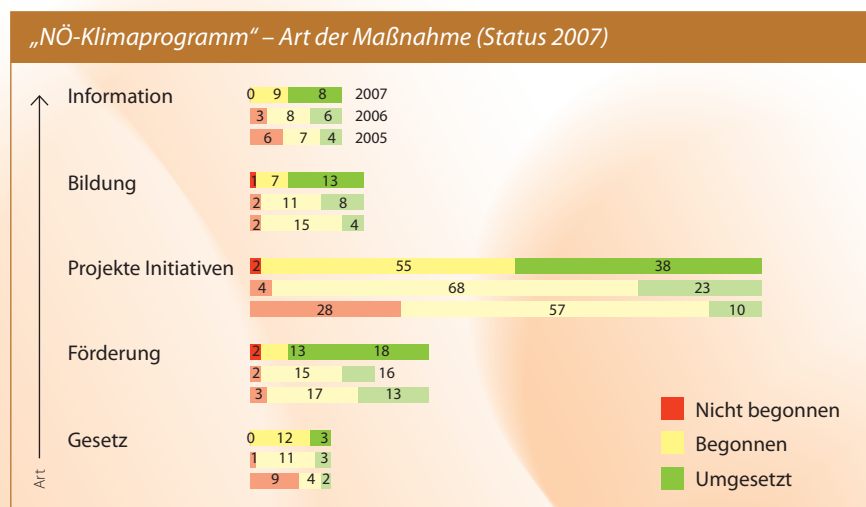 „NÖ-Klimaprogramm“ – Art der Maßnahme (Status 2007)
Information
0 9 8 2007
3 8 6 2006
6 7 4 2005
Bildung
1 7 13
2 11 8
2 15 4
Projekte Initiativen
2 55 38
4 68 23
28 57 10
Förderung
2 13 18
2 15 16
3 17 13
Gesetz
0 12 3
1 11 3
9 4 2
Art
Nicht begonnen
Begonnen
Umgesetzt